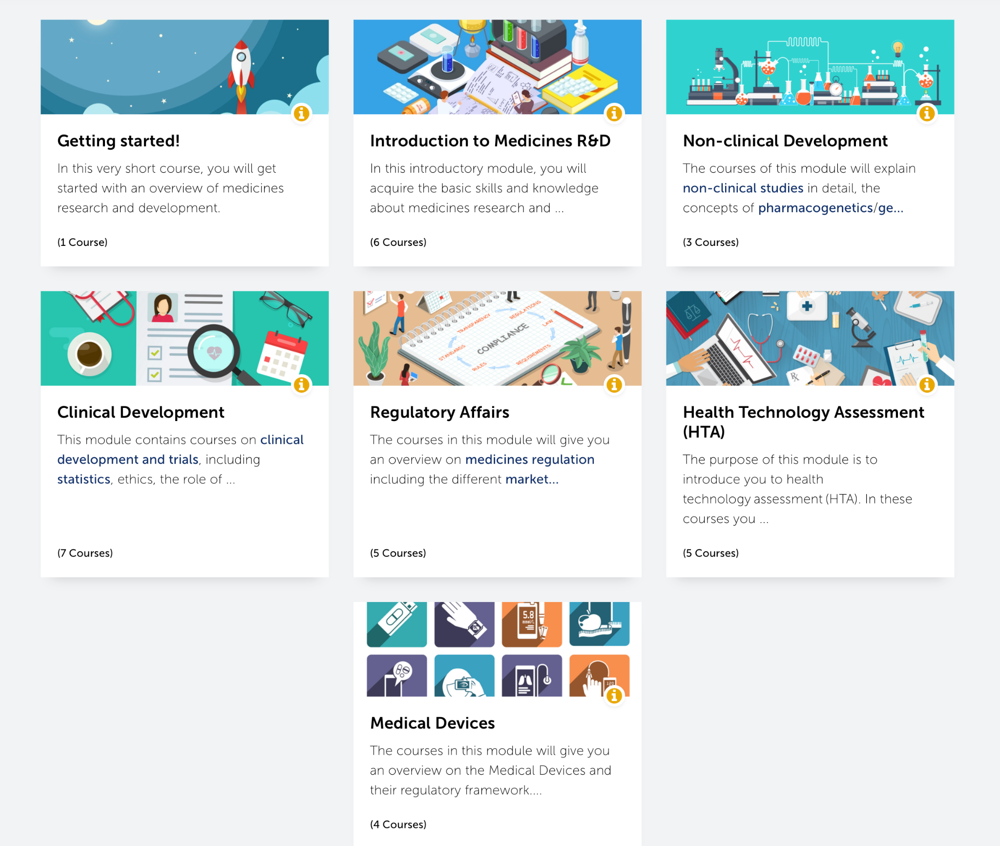 Getting started!
In this very short course, you will get
started with an overview of medicines
research and development.
(1 Course)
Introduction to Medicines R&D
In this introductory module, you will
acquire the basic skills and knowledge
about medicines research and ...
(6 Courses)
Non-clinical Development
The courses of this module will explain
non-clinical studies in detail, the
concepts of pharmacogenetics/ge...
(3 Courses)
Clinical Development
This module contains courses on clinical
development and trials, including
statistics, ethics, the role of ...
(7 Courses)
TRANSPARENCY
REGULATIONS
LAW
COMPLIANCE
STANDARDS
RULES
REQUIREMENTS
Regulatory Affairs
The courses in this module will give you
an overview on medicines regulation
including the different market...
(5 Courses)
Rx
Health Technology Assessment
(HTA)
The purpose of this module is to
introduce you to health
technology assessment (HTA). In these
courses you ...
(5 Courses)
5.8
mmol/L
120
Medical Devices
The courses in this module will give you
an overview on the Medical Devices and
their regulatory framework....
(4 Courses)